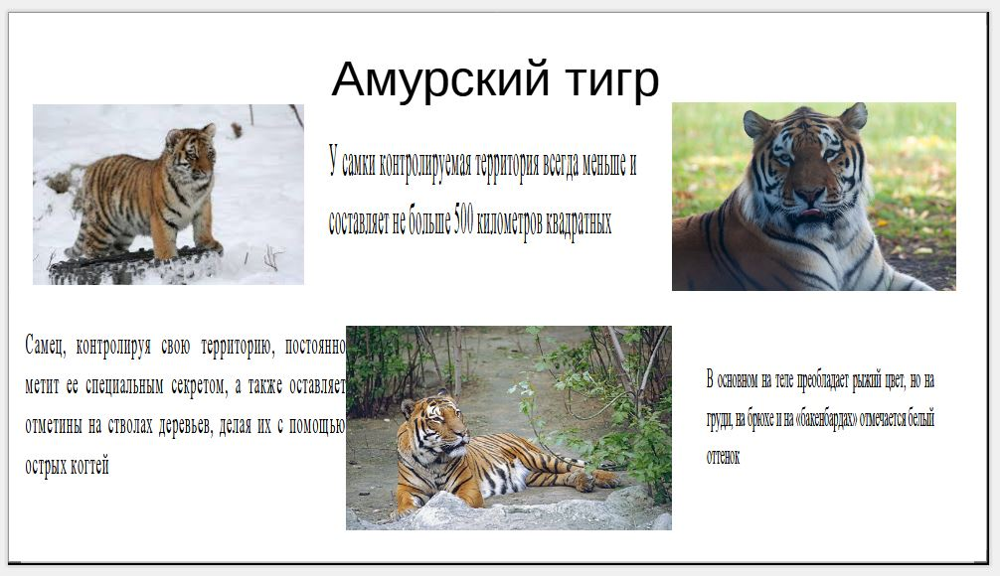 Амурский тигр
У самки контролируемая территория всегда меньше и
составляет не больше 500 километров квадратных
Самец, контролируя свою территорию, постоянно
метит ее специальным секретом, а также оставляет
отметины на стволах деревьев, делая их с помощью
острых когтей
В основном на теле преобладает рыжий цвет, но на
груди, на брюхе и на «бакенбардах» отмечается белый
оттенок